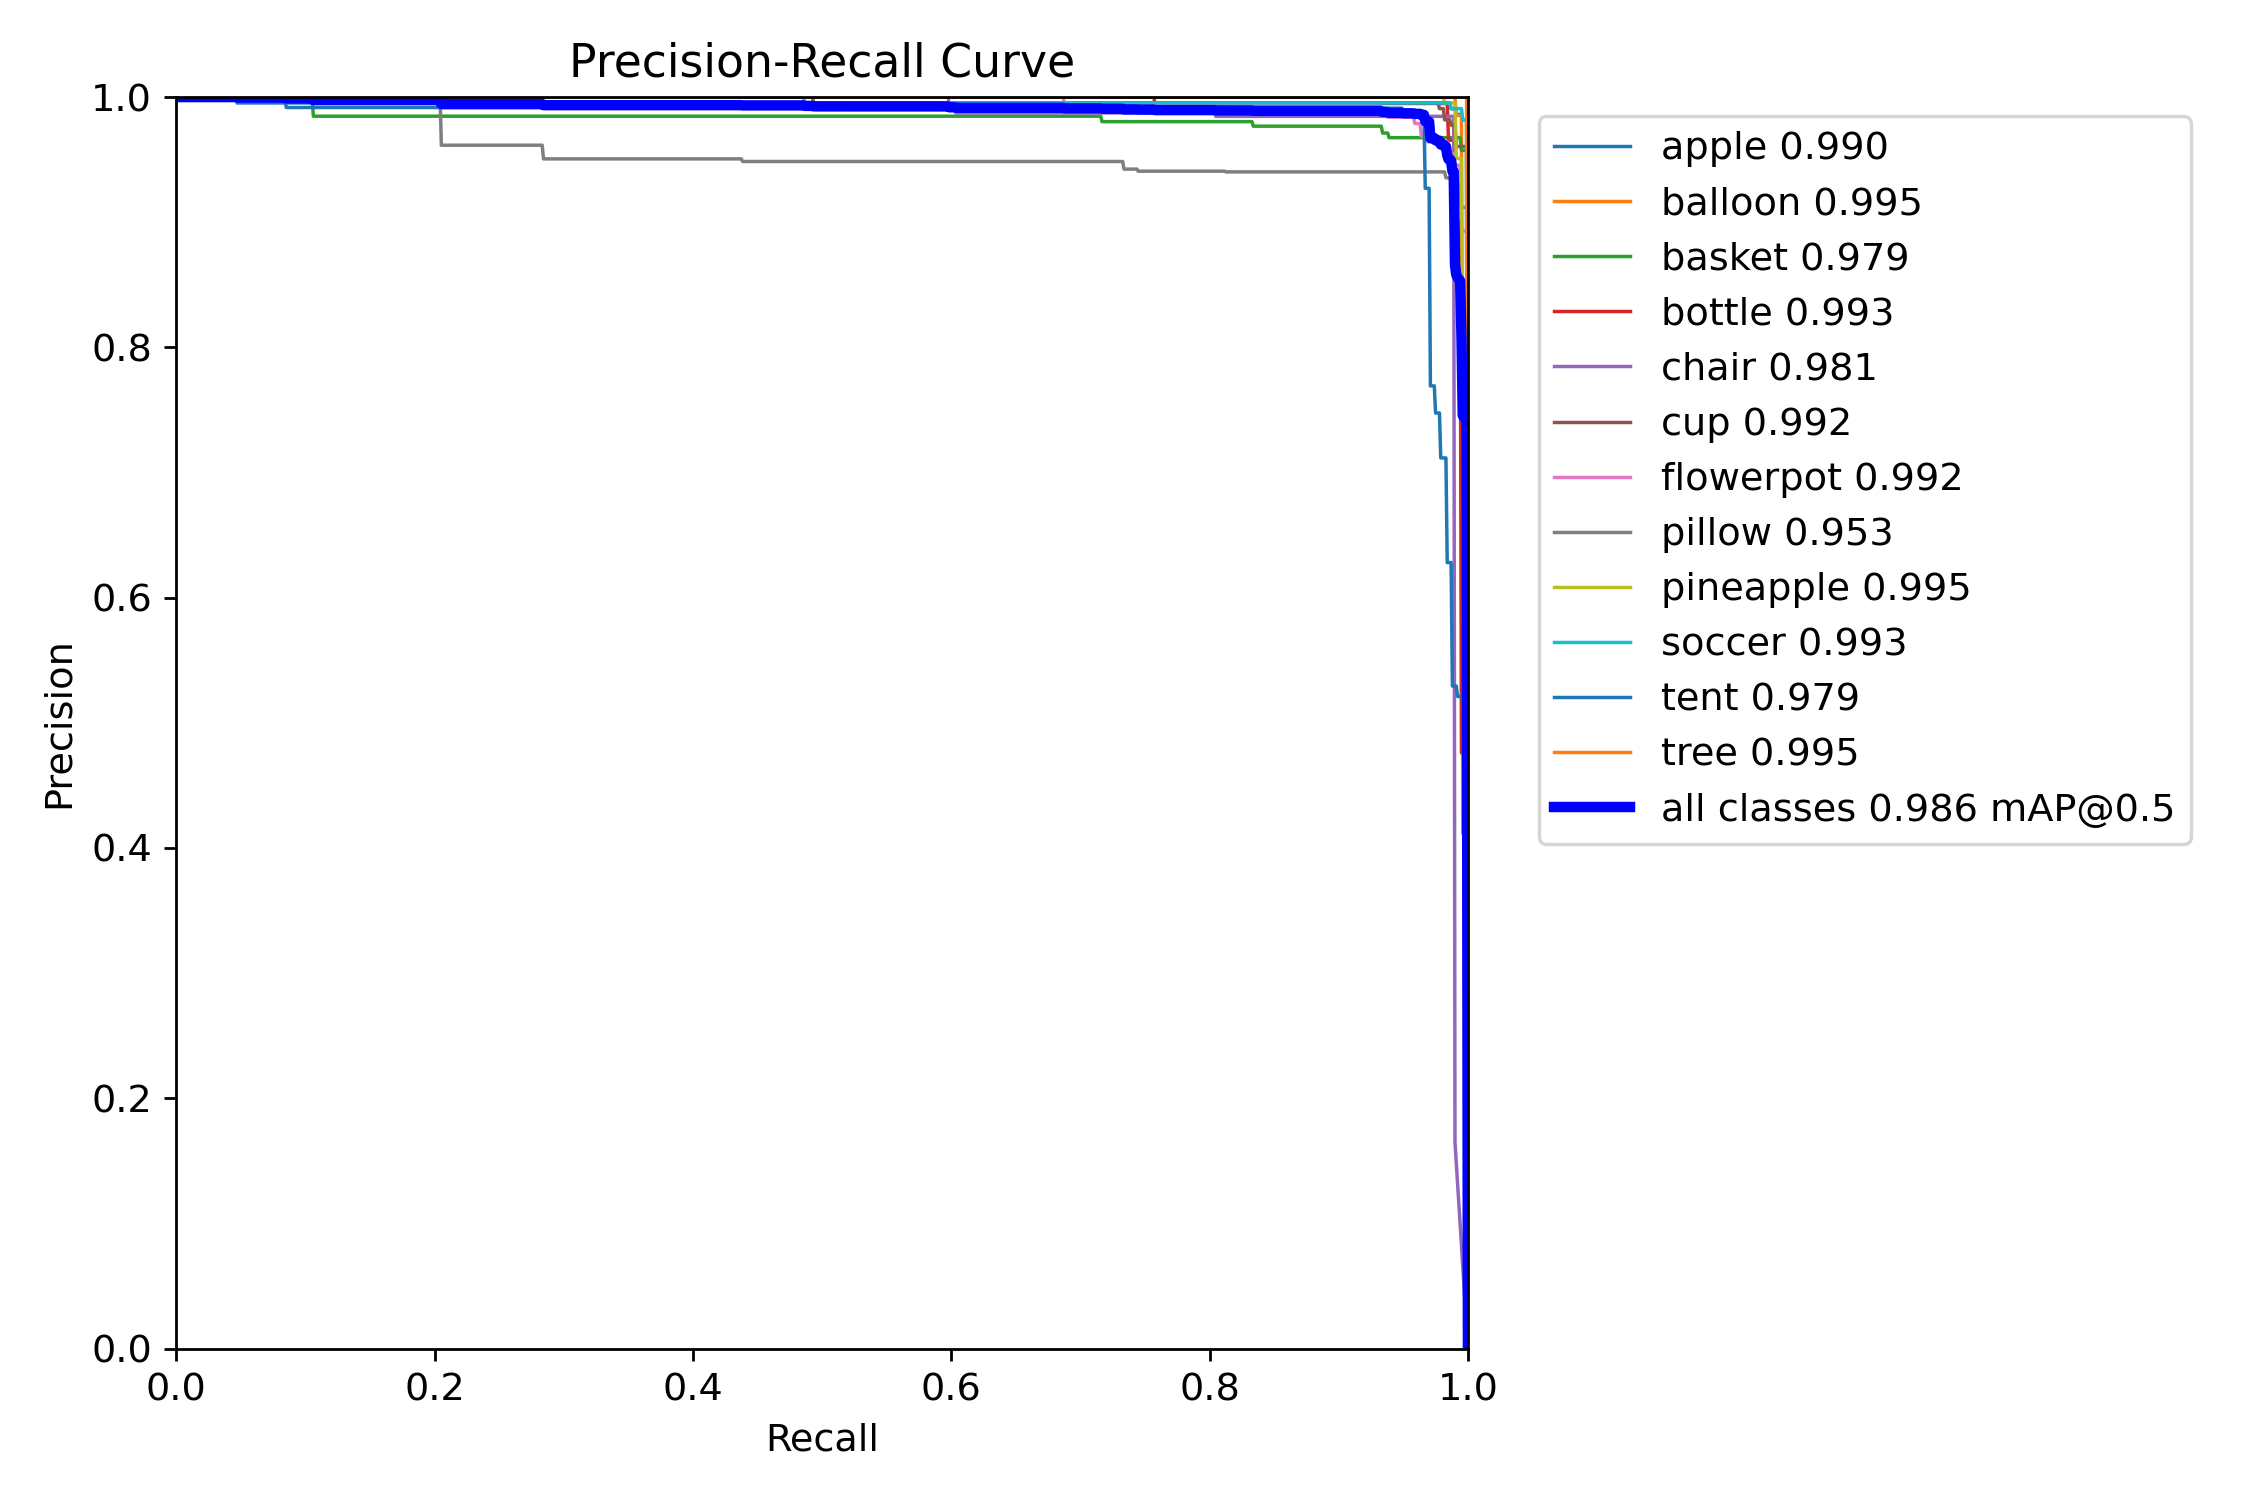 Precision-Recall Curve
1.0
0.8
0.6
0.4
0.2
0.0
Precision
0.0 0.2 0.4 0.6 0.8 1.0
Recall
apple 0.990
balloon 0.995
basket 0.979
bottle 0.993
chair 0.981
cup 0.992
flowerpot 0.992
pillow 0.953
pineapple 0.995
soccer 0.993
tent 0.979
tree 0.995
all classes 0.986 mAP@0.5